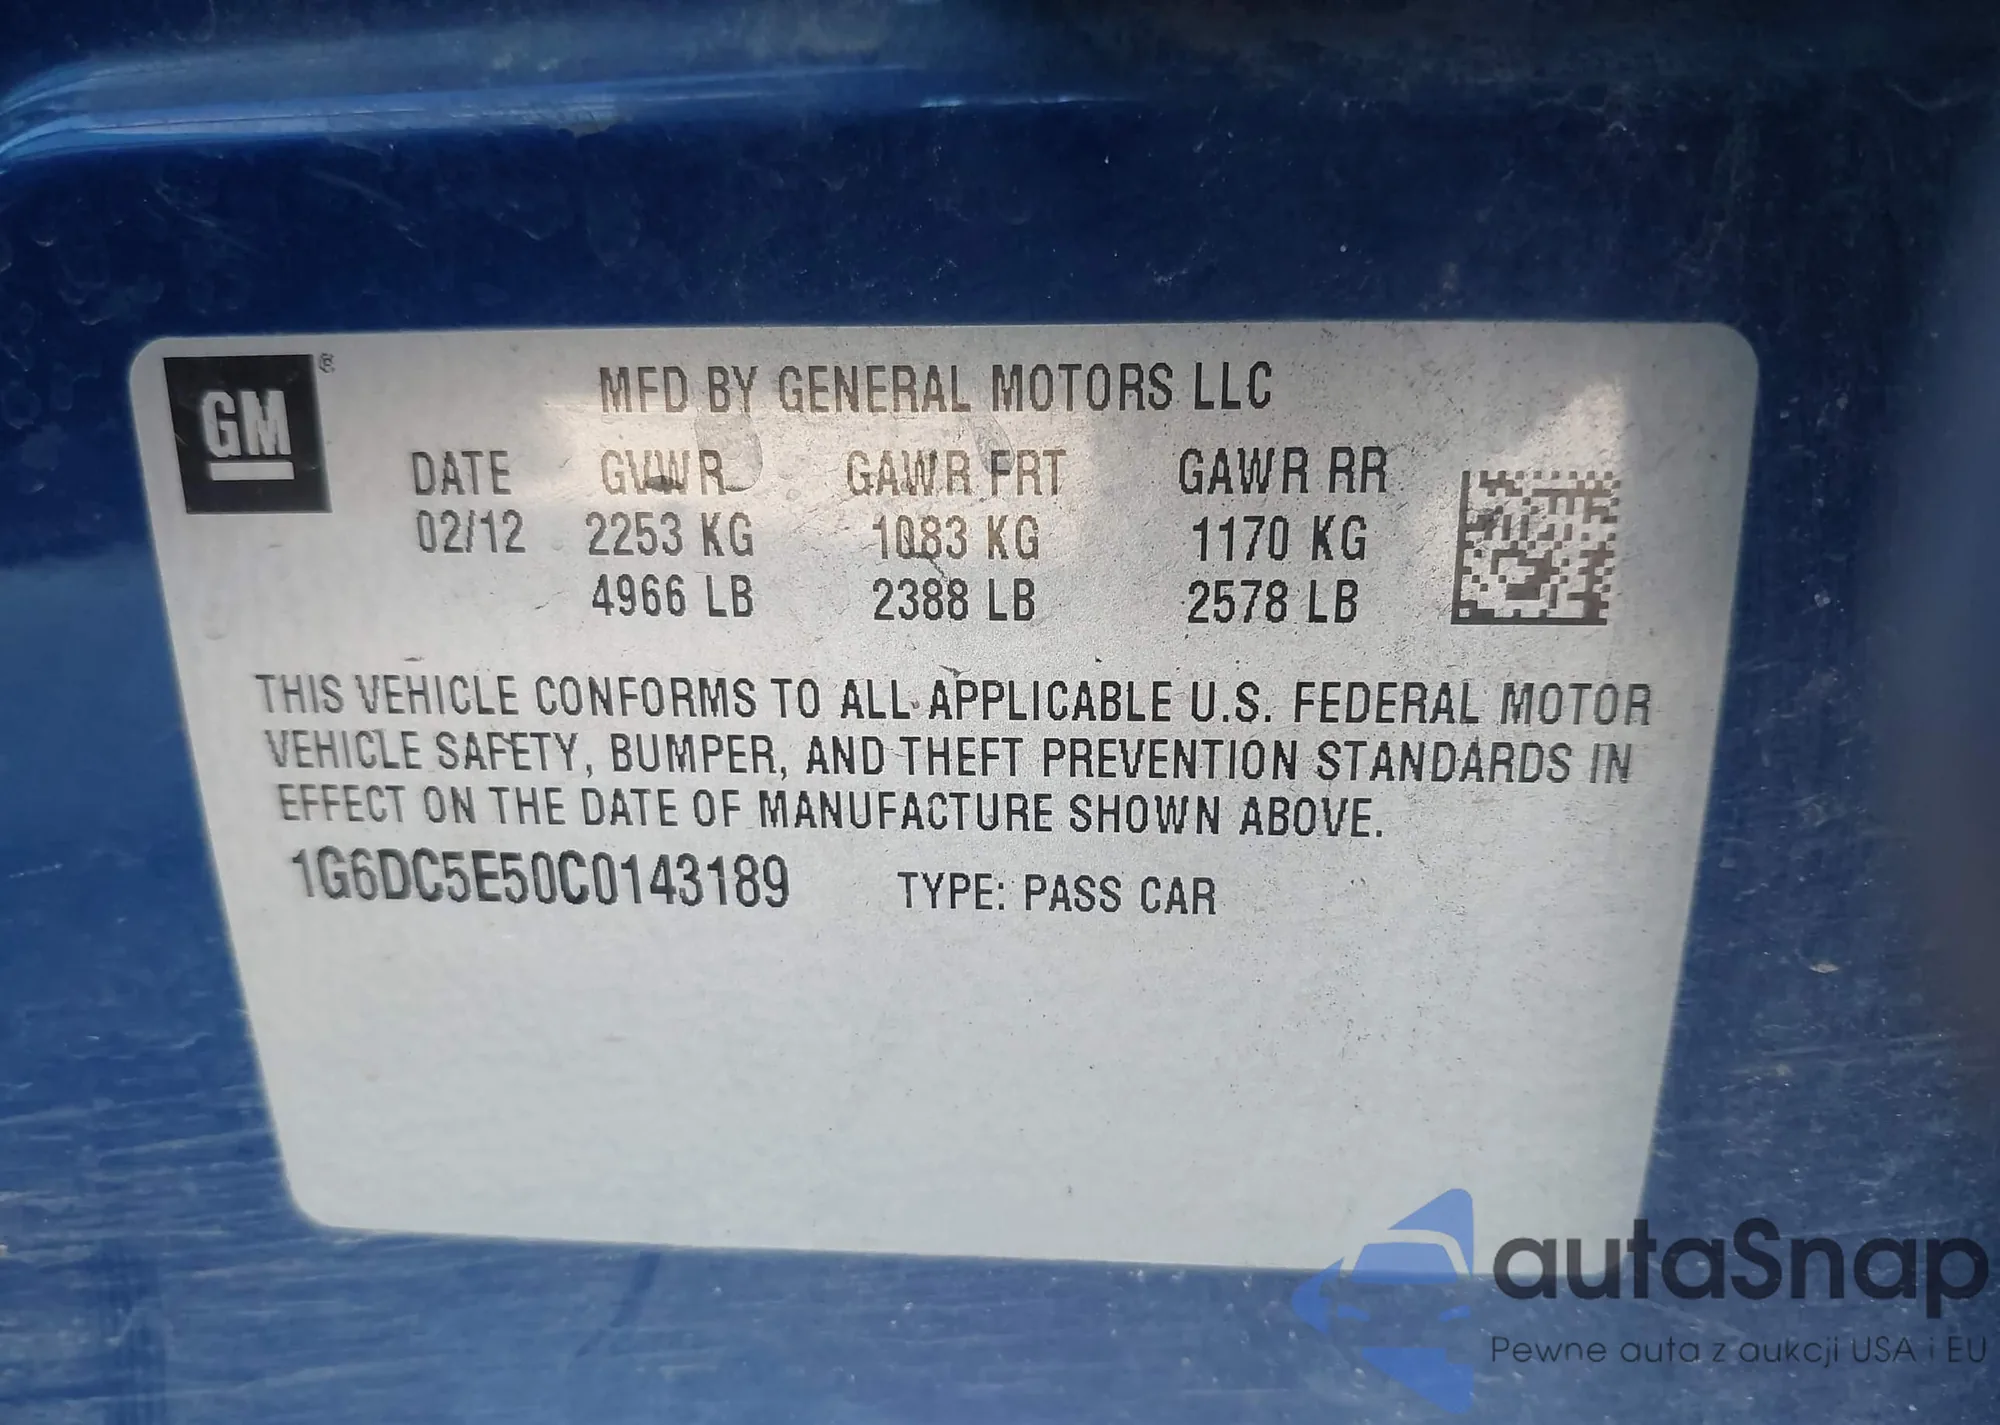 GM ®
MFD BY GENERAL MOTORS LLC
DATE GVWR GAWR FRT GAWR RR
02/12 2253 KG 1083 KG 1170 KG
4966 LB 2388 LB 2578 LB
THIS VEHICLE CONFORMS TO ALL APPLICABLE U.S. FEDERAL MOTOR
VEHICLE SAFETY, BUMPER, AND THEFT PREVENTION STANDARDS IN
EFFECT ON THE DATE OF MANUFACTURE SHOWN ABOVE.
1G6DC5E50C0143189 TYPE: PASS CAR
autaSnap
Pewne auta z aukcji USA i EU